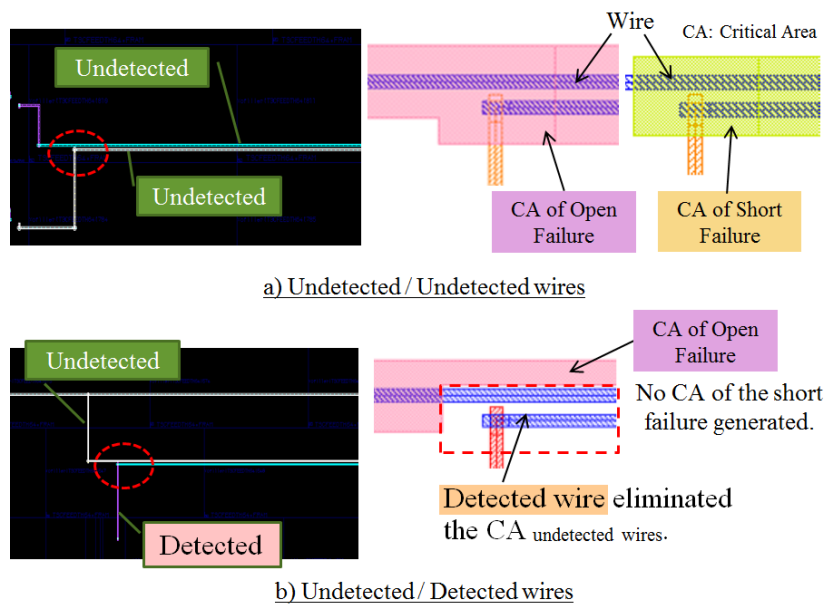 Undetected
Undetected
Wire
CA: Critical Area
CA of Open
Failure
CA of Short
Failure
a) Undetected / Undetected wires
Undetected
Detected
CA of Open
Failure
No CA of the short
failure generated.
Detected wire eliminated
the CA undetected wires.
b) Undetected / Detected wires